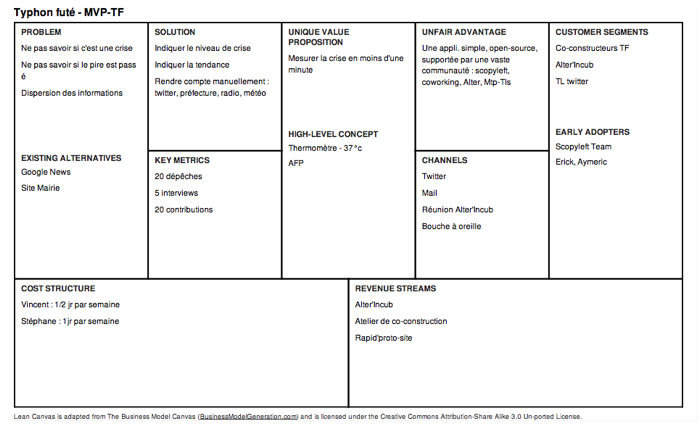 Typhon futé - MVP-TF
PROBLEM
Ne pas savoir si c'est une crise
Ne pas savoir si le pire est pass
é
Dispersion des informations
EXISTING ALTERNATIVES
Google News
Site Mairie
SOLUTION
Indiquer le niveau de crise
Indiquer la tendance
Rendre compte manuellement :
twitter, préfecture, radio, météo
KEY METRICS
20 dépêches
5 interviews
20 contributions
UNIQUE VALUE
PROPOSITION
Mesurer la crise en moins d'une
minute
HIGH-LEVEL CONCEPT
Thermomètre - 37°c
AFP
UNFAIR ADVANTAGE
Une appli. simple, open-source,
supportée par une vaste
communauté : scopyleft,
coworking, Alter, Mtp-TIs
CHANNELS
Twitter
Mail
Réunion Alter'Incub
Bouche à oreille
CUSTOMER SEGMENTS
Co-constructeurs TF
Alter'Incub
TL twitter
EARLY ADOPTERS
Scopyleft Team
Erick, Aymeric
COST STRUCTURE
Vincent : 1/2 jr par semaine
Stéphane : 1jr par semaine
REVENUE STREAMS
Alter'Incub
Atelier de co-construction
Rapid'proto-site
Lean Canvas is adapted from The Business Model Canvas (BusinessModelGeneration.com) and is licensed under the Creative Commons Attribution-Share Alike 3.0 Un-ported License.